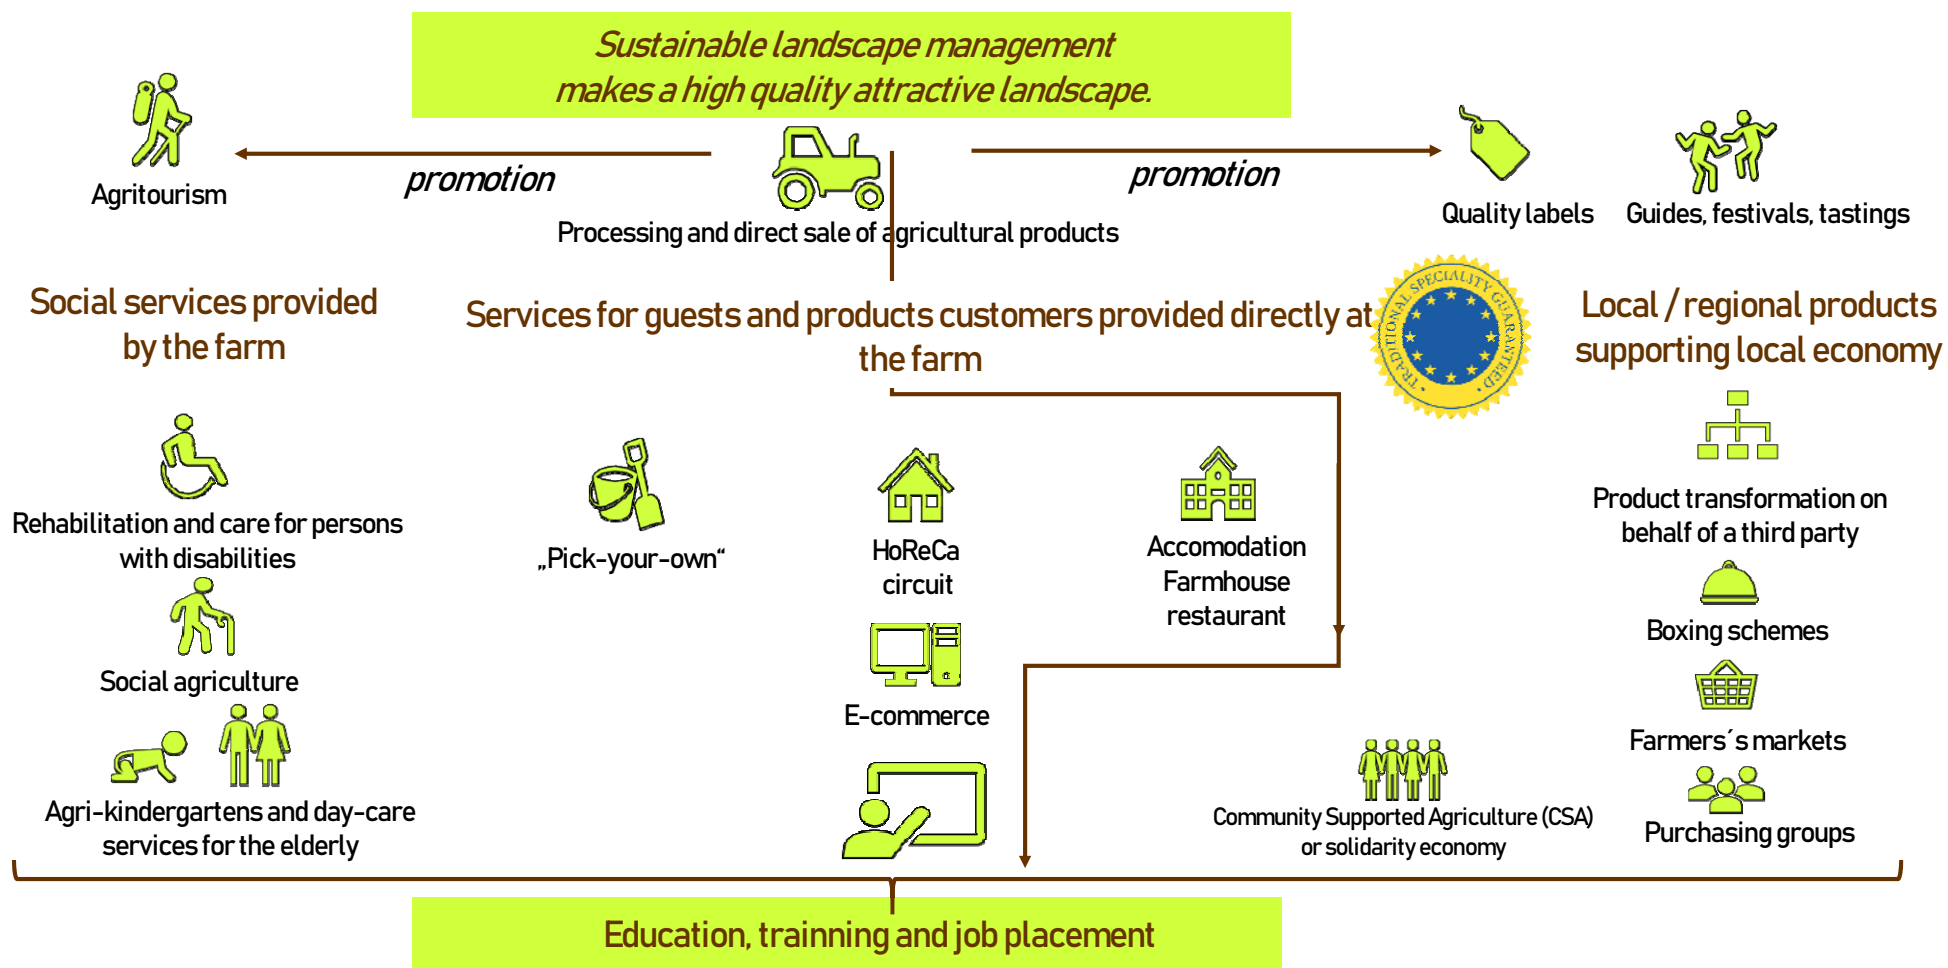 Sustainable landscape management
makes a high quality attractive landscape.
promotion
promotion
Agritourism
Processing and direct sale of agricultural products
Quality labels
Guides, festivals, tastings
Social services provided
by the farm
Services for guests and products customers provided directly at
the farm
TRADITIONAL SPECIALITY GUARANTEED
Local / regional products
supporting local economy
Rehabilitation and care for persons
with disabilities
Social agriculture
Agri-kindergartens and day-care
services for the elderly
„Pick-your-own“
HoReCa
circuit
E-commerce
Accomodation
Farmhouse
restaurant
Community Supported Agriculture (CSA)
or solidarity economy
Product transformation on
behalf of a third party
Boxing schemes
Farmers´s markets
Purchasing groups
Education, trainning and job placement